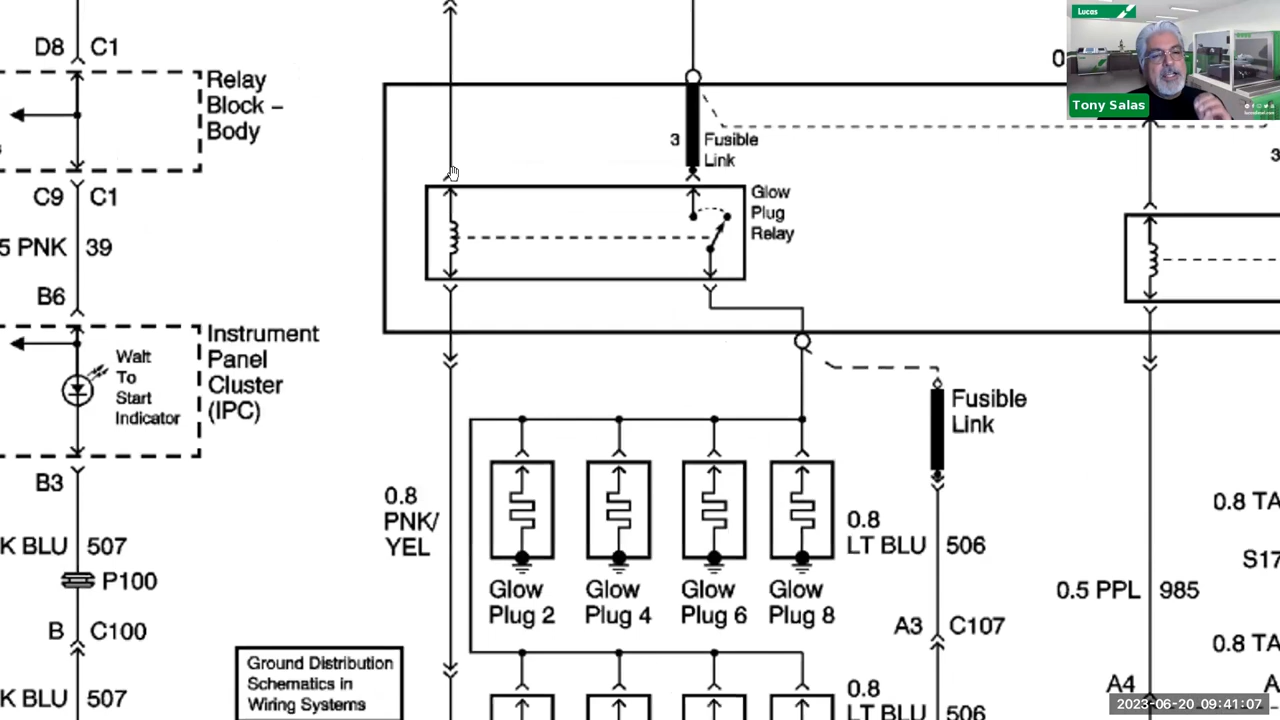 D8
C1
Relay
Block –
Body
C9
C1
5 PNK
39
B6
Instrument
Panel
Cluster
(IPC)
Wait
To
Start
Indicator
B3
K BLU
507
P100
B
C100
K BLU
507
Ground Distribution
Schematics in
Wiring Systems
3
Fusible
Link
Glow
Plug
Relay
0.8
PNK/
YEL
Glow
Plug 2
Glow
Plug 4
Glow
Plug 6
Glow
Plug 8
Fusible
Link
0.8
LT BLU
506
A3
C107
0.8
LT BLU
506
Lucas
Tony Salas
3
0.8 TA
S17
0.5 PPL
985
0.8 TA
A4
A
2023-06-20 09:41:07